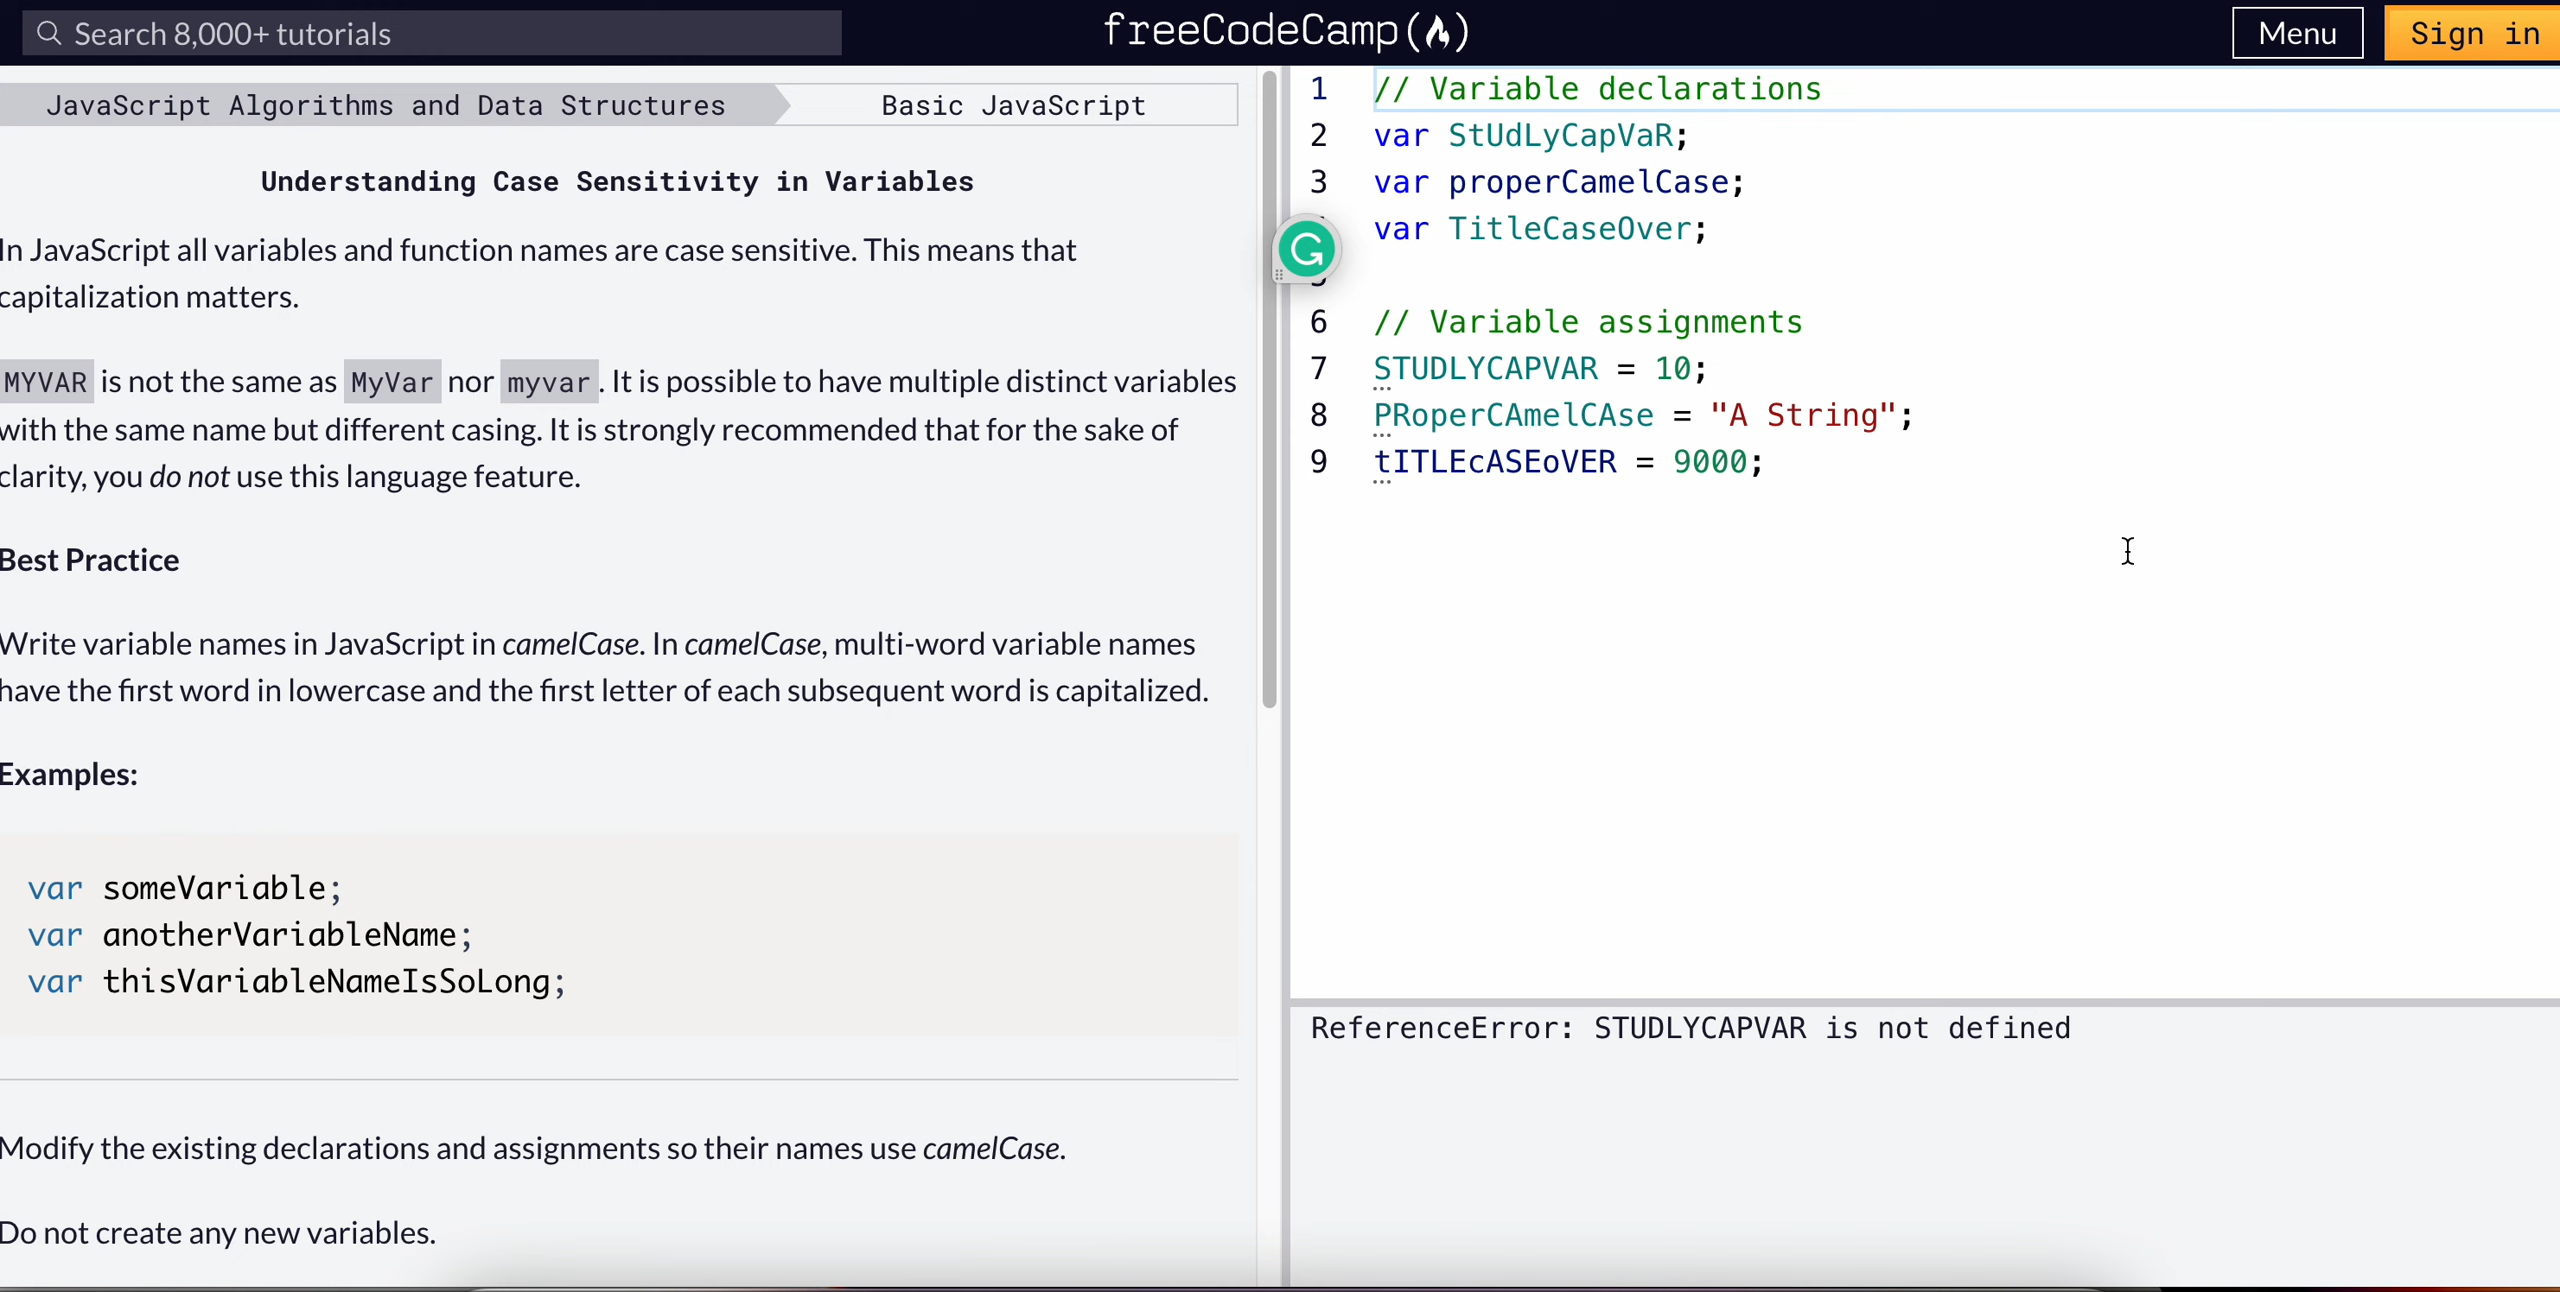 Search 8,000+ tutorials
freeCodeCamp
Menu
Sign in
JavaScript Algorithms and Data Structures
Basic JavaScript
Understanding Case Sensitivity in Variables
In JavaScript all variables and function names are case sensitive. This means that
capitalization matters.
MYVAR is not the same as MyVar nor myvar. It is possible to have multiple distinct variables
with the same name but different casing. It is strongly recommended that for the sake of
clarity, you do not use this language feature.
Best Practice
Write variable names in JavaScript in camelCase. In camelCase, multi-word variable names
have the first word in lowercase and the first letter of each subsequent word is capitalized.
Examples:
var someVariable;
var anotherVariableName;
var thisVariableNameIsSoLong;
Modify the existing declarations and assignments so their names use camelCase.
Do not create any new variables.
1 // Variable declarations
2 var StUdLyCapVaR;
3 var properCamelCase;
var TitleCaseOver;
6 // Variable assignments
7 STUDLYCAPVAR = 10;
8 PRoperCAmelCAse = "A String";
9 tITLEcASEoVER = 9000;
ReferenceError: STUDLYCAPVAR is not defined